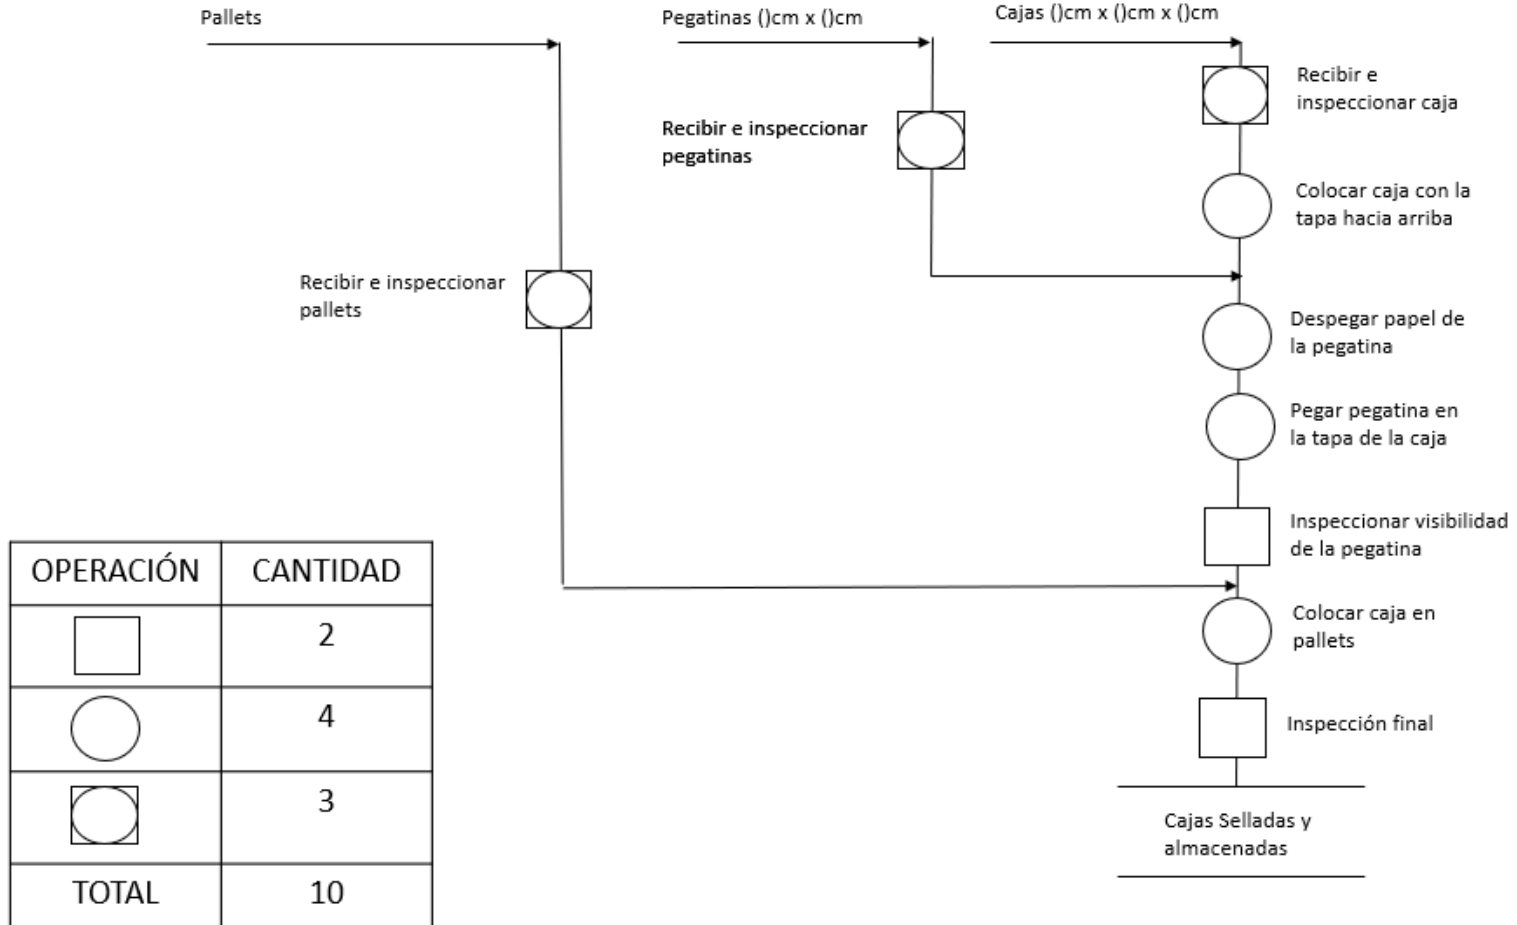 Pallets
Pegatinas ()cm x ()cm
Cajas ()cm x ()cm x ()cm
Recibir e
inspeccionar caja
Recibir e inspeccionar
pegatinas
Colocar caja con la
tapa hacia arriba
Recibir e inspeccionar
pallets
Despegar papel de
la pegatina
Pegar pegatina en
la tapa de la caja
Inspeccionar visibilidad
de la pegatina
Colocar caja en
pallets
Inspección final
Cajas Selladas y
almacenadas
OPERACIÓN CANTIDAD
2
4
3
TOTAL 10